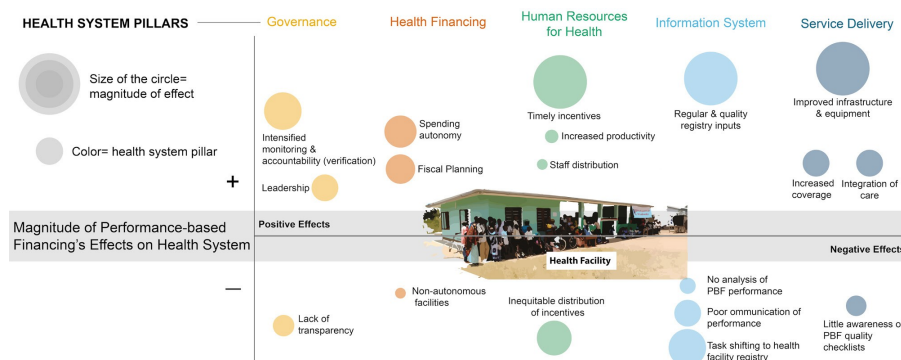 HEALTH SYSTEM PILLARS
Governance
Health Financing
Human Resources
for Health
Information System
Service Delivery
Size of the circle=
magnitude of effect
Color= health system pillar
+
Intensified
monitoring &
accountability (verification)
Leadership
Spending
autonomy
Fiscal Planning
Timely incentives
Increased productivity
Staff distribution
Regular & quality
registry inputs
Improved infrastructure
& equipment
Increased
coverage
Integration of
care
Magnitude of Performance-based
Financing's Effects on Health System
Positive Effects
Health Facility
Negative Effects
—
Lack of
transparency
Non-autonomous
facilities
Inequitable distribution
of incentives
No analysis of
PBF performance
Poor ommunication of
performance
Task shifting to health
facility registry
Little awareness o
PBF quality
checklists